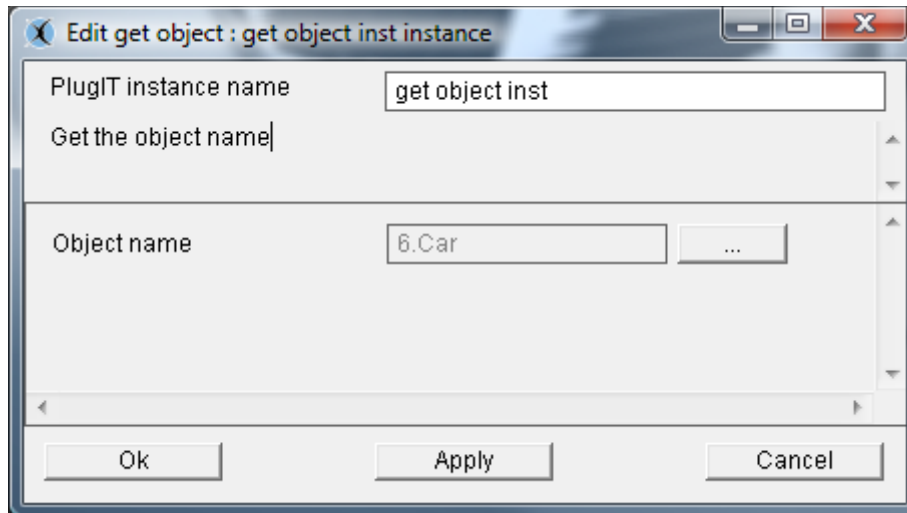 Edit get object : get object inst instance
PlugIT instance name
get object inst
Get the object name
Object name
6.Car
...
Ok
Apply
Cancel